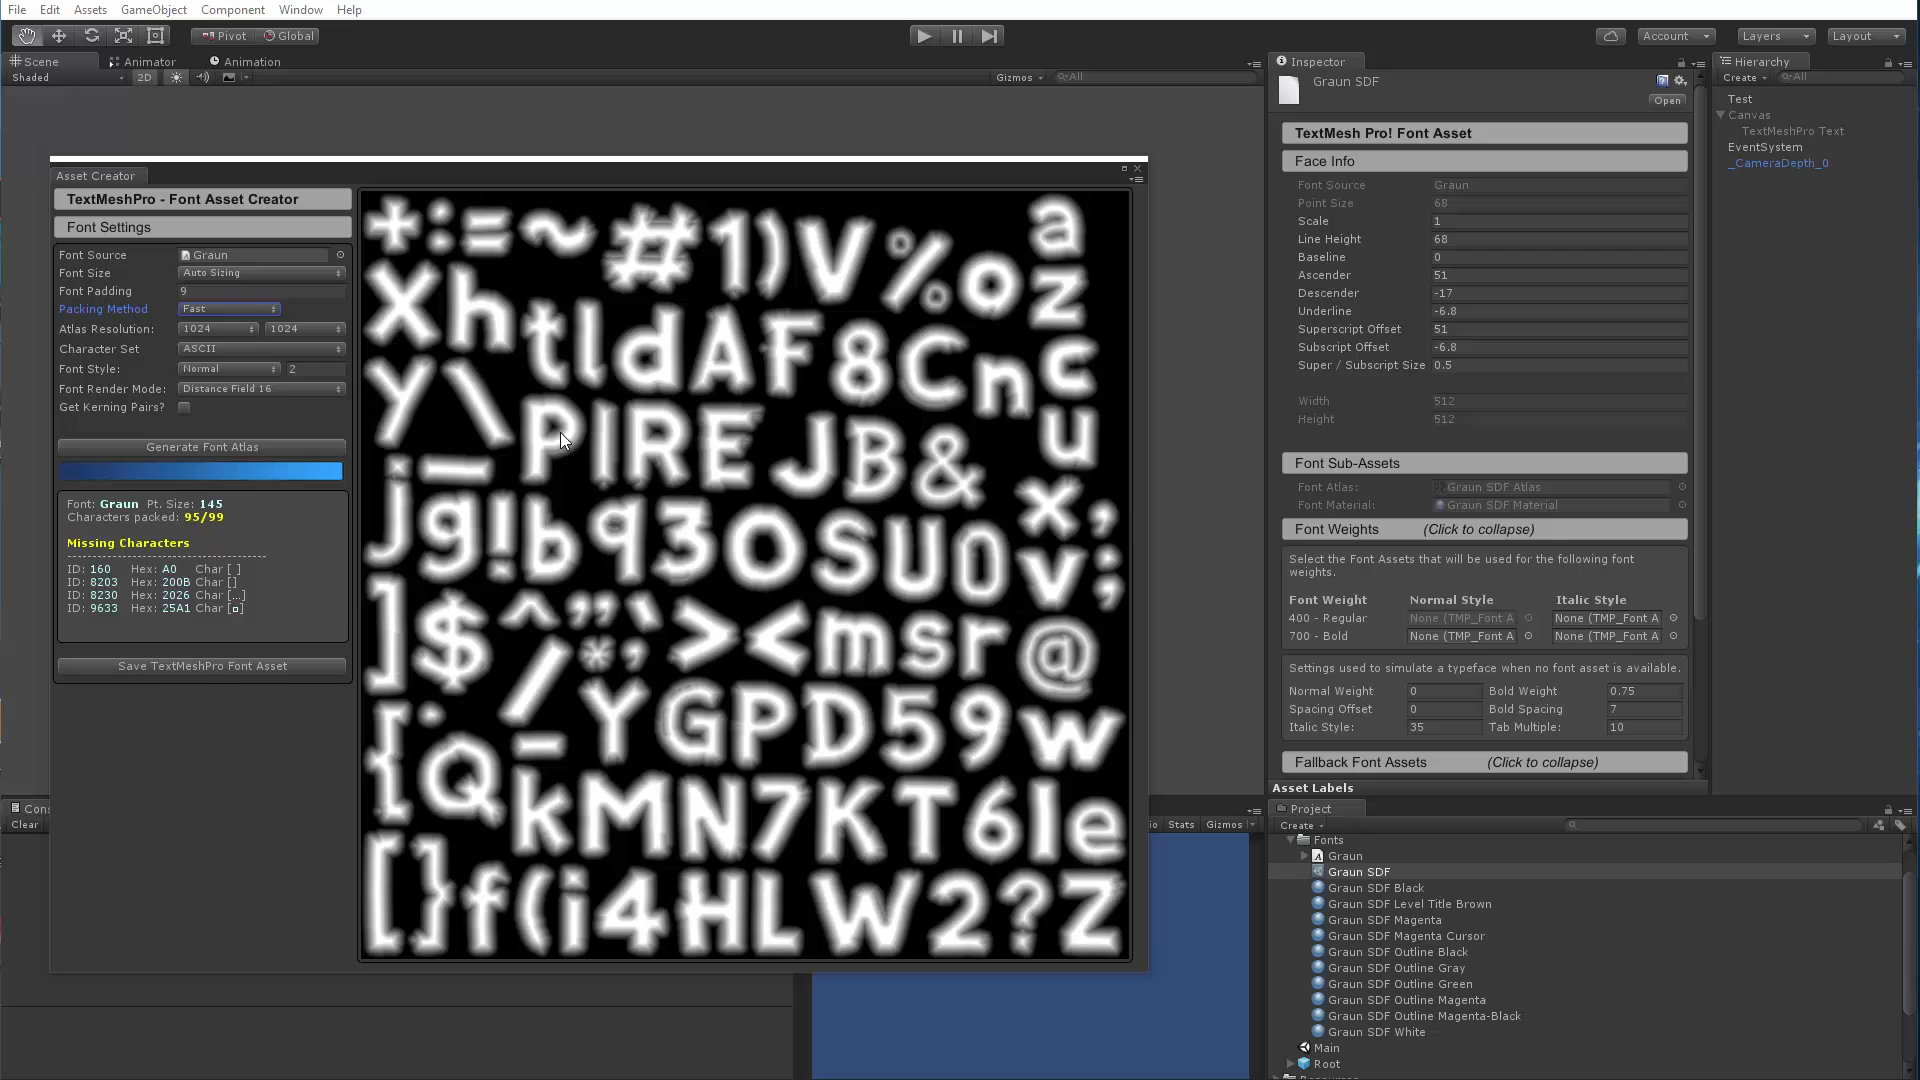 File Edit Assets GameObject Component Window Help
Pivot Global Account Layers Layout
Scene Animator Animation
Shaded 2D Gizmos All
Asset Creator
TextMeshPro - Font Asset Creator
Font Settings
Font Source Graun
Font Size Auto Sizing
Font Padding 9
Packing Method Fast
Atlas Resolution: 1024 1024
Character Set ASCII
Font Style: Normal 2
Font Render Mode: Distance Field 16
Get Kerning Pairs?
Generate Font Atlas
Font: Graun Pt. Size: 145
Characters packed: 95/99
Missing Characters
------------------------------------
ID: 160 Hex: A0 Char [ ]
ID: 8203 Hex: 200B Char []
ID: 8230 Hex: 2026 Char [...]
ID: 9633 Hex: 25A1 Char [□]
Save TextMeshPro Font Asset
+ : = ~ # 1 ) V % o a
X h t l d A F 8 C n z
Y \ P I R E J B & c u
j g ! b q 3 O S U 0 x , v ;
] $ ^ " ` / * ' > < m s r @
{ . Q - Y G P D 5 9 w
k M N 7 K T 6 l e
[ } f ( i 4 H L W 2 ? Z
Clear
Stats Gizmos
Inspector
Graun SDF
Open
TextMesh Pro! Font Asset
Face Info
Font Source Graun
Point Size 68
Scale 1
Line Height 68
Baseline 0
Ascender 51
Descender -17
Underline -6.8
Superscript Offset 51
Subscript Offset -6.8
Super / Subscript Size 0.5
Width 512
Height 512
Font Sub-Assets
Font Atlas: Graun SDF Atlas
Font Material: Graun SDF Material
Font Weights (Click to collapse)
Select the Font Assets that will be used for the following font
weights.
Font Weight Normal Style Italic Style
400 - Regular None (TMP_Font A None (TMP_Font A
700 - Bold None (TMP_Font A None (TMP_Font A
Settings used to simulate a typeface when no font asset is available.
Normal Weight 0 Bold Weight 0.75
Spacing Offset 0 Bold Spacing 7
Italic Style: 35 Tab Multiple: 10
Fallback Font Assets (Click to collapse)
Asset Labels
Project
Create
Fonts
Graun
Graun SDF
Graun SDF Black
Graun SDF Level Title Brown
Graun SDF Magenta
Graun SDF Magenta Cursor
Graun SDF Outline Black
Graun SDF Outline Gray
Graun SDF Outline Green
Graun SDF Outline Magenta
Graun SDF Outline Magenta-Black
Graun SDF White
Main
Root
Hierarchy
Create All
Test
Canvas
TextMeshPro Text
EventSystem
_CameraDepth_0